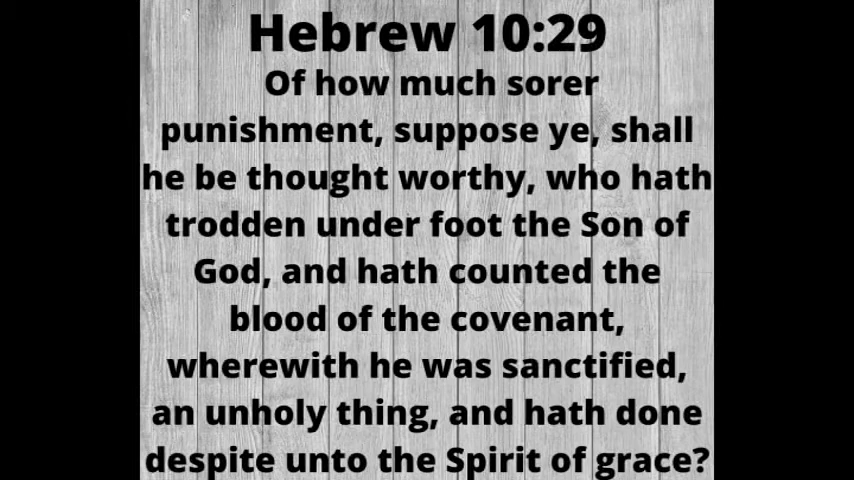 Hebrew 10:29
Of how much sorer
punishment, suppose ye, shall
he be thought worthy, who hath
trodden under foot the Son of
God, and hath counted the
blood of the covenant,
wherewith he was sanctified,
an unholy thing, and hath done
despite unto the Spirit of grace?